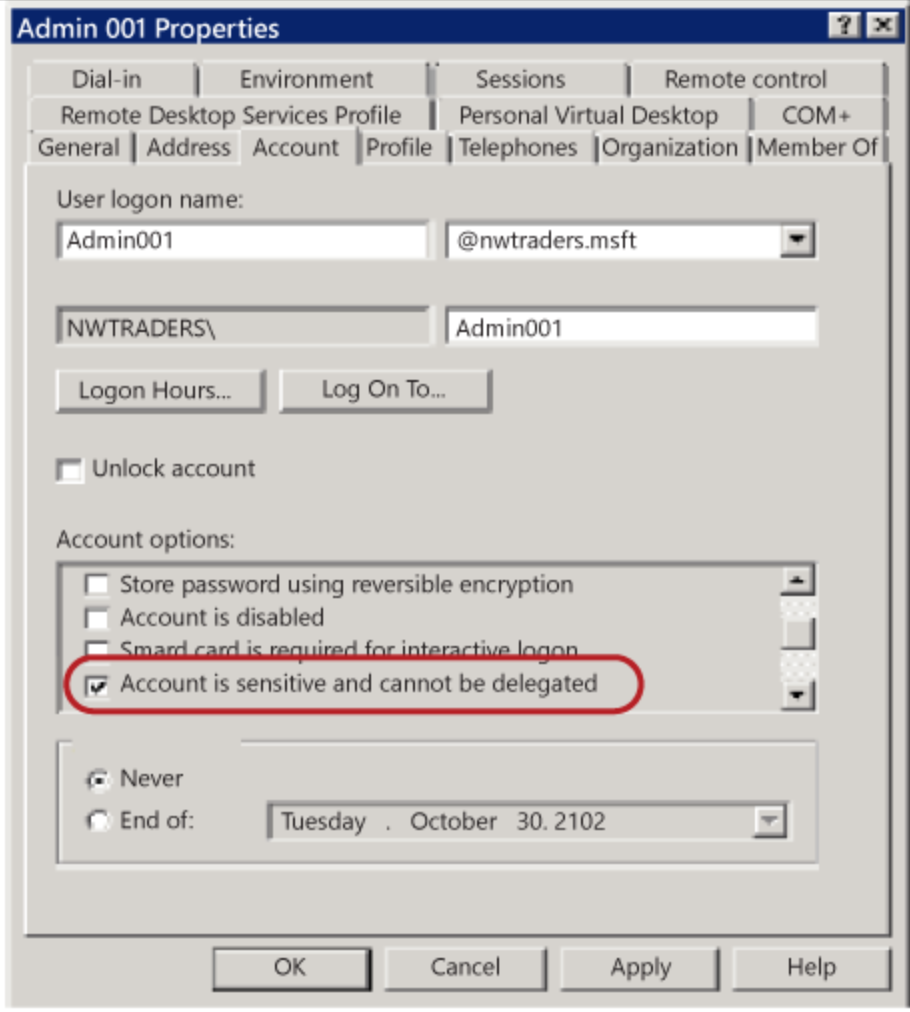 Admin 001 Properties
? ×
Dial-in Environment Sessions Remote control
Remote Desktop Services Profile Personal Virtual Desktop COM+
General Address Account Profile Telephones Organization Member Of
User logon name:
Admin001 @nwtraders.msft
NWTRADERS\ Admin001
Logon Hours... Log On To...
Unlock account
Account options:
Store password using reversible encryption
Account is disabled
Smard card is required for interactive logon
Account is sensitive and cannot be delegated
Never
End of: Tuesday . October 30. 2102
OK Cancel Apply Help